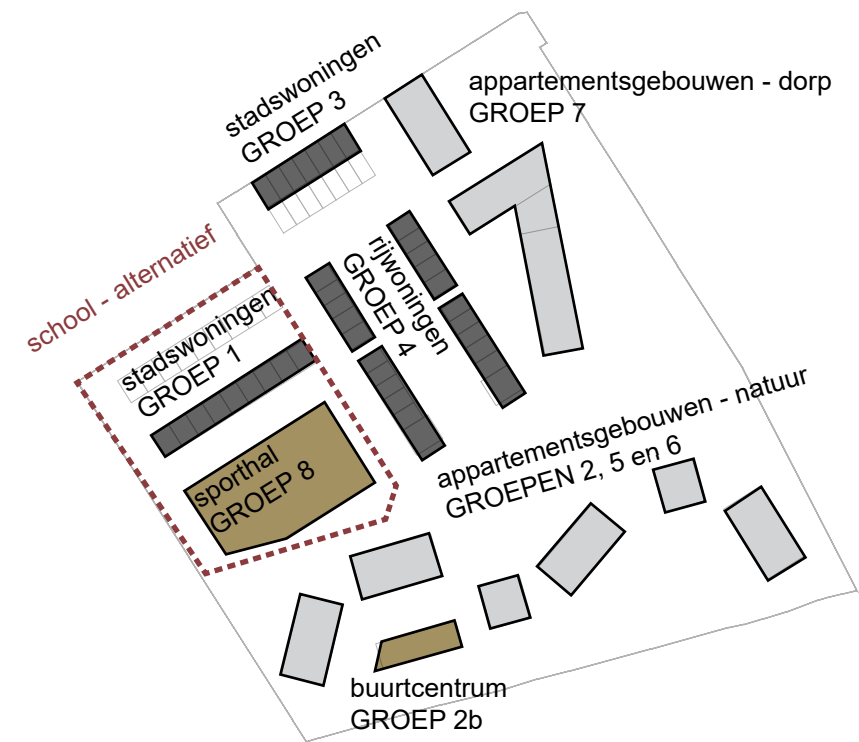 stadswoningen
GROEP 3
appartementsgebouwen - dorp
GROEP 7
school - alternatief
rijwoningen
GROEP 4
stadswoningen
GROEP 1
appartementsgebouwen - natuur
GROEPEN 2, 5 en 6
sporthal
GROEP 8
buurtcentrum
GROEP 2b